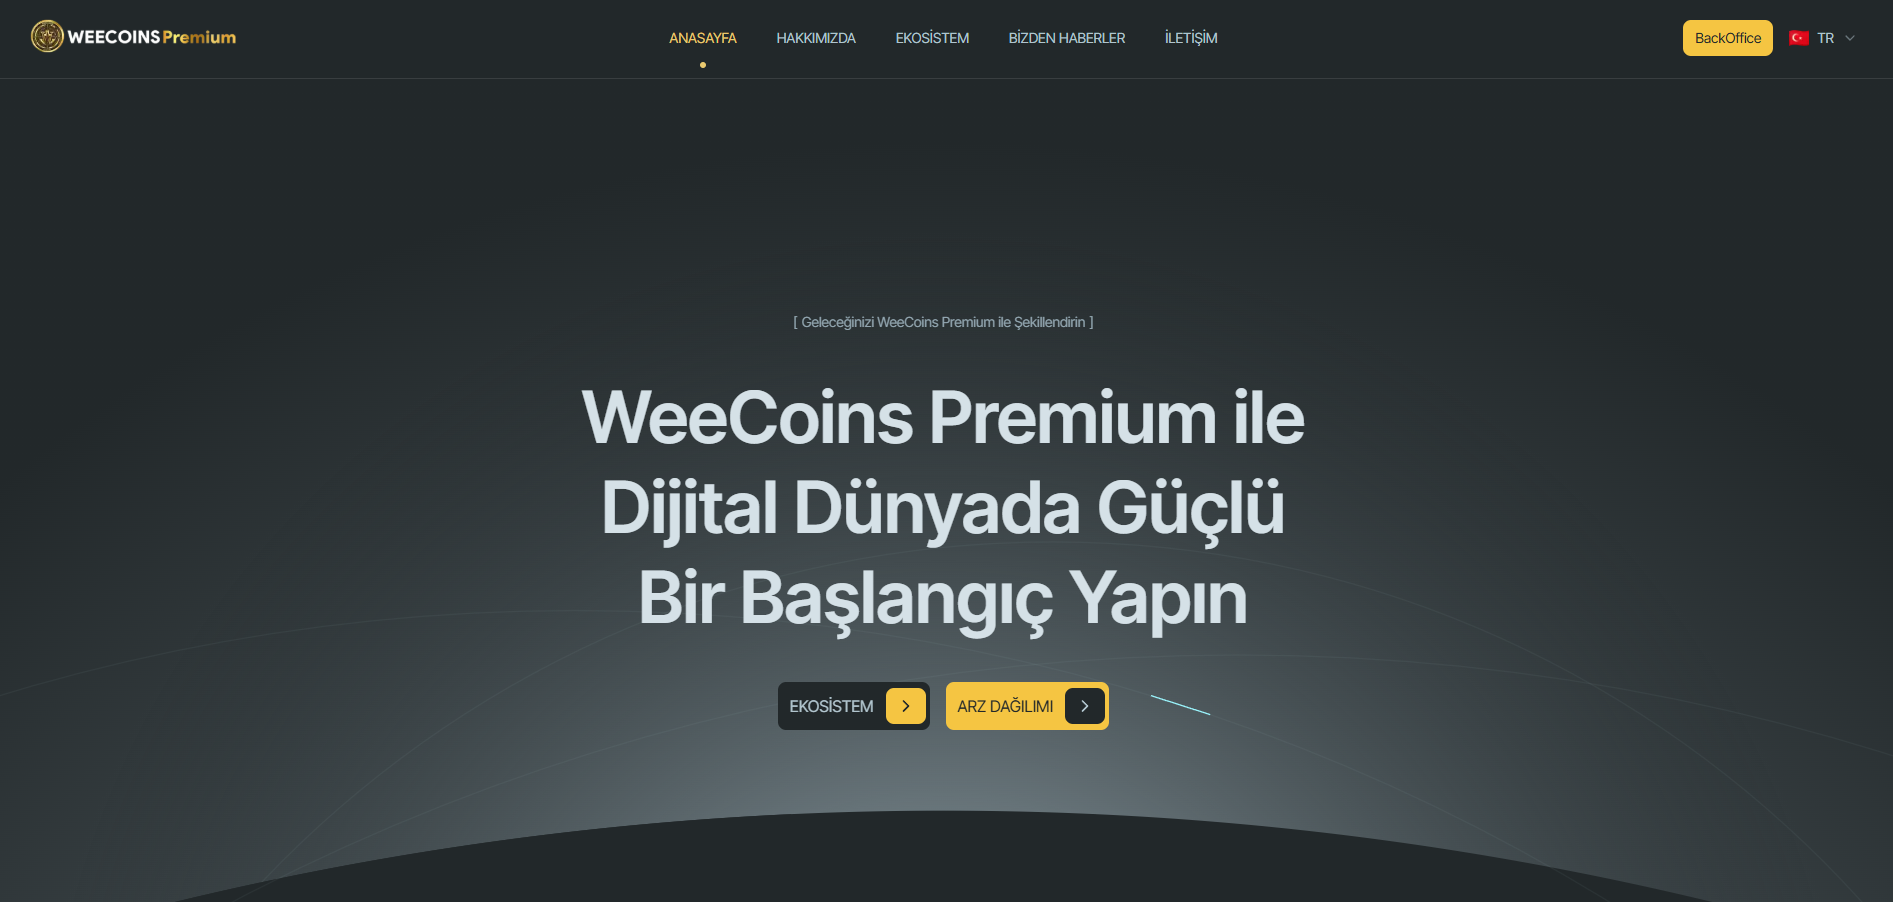 WEECOINS Premium
ANASAYFA
HAKKIMIZDA
EKOSİSTEM
BİZDEN HABERLER
İLETİŞİM
BackOffice
TR
[ Geleceğinizi WeeCoins Premium ile Şekillendirin ]
WeeCoins Premium ile
Dijital Dünyada Güçlü
Bir Başlangıç Yapın
EKOSİSTEM
ARZ DAĞILIMI